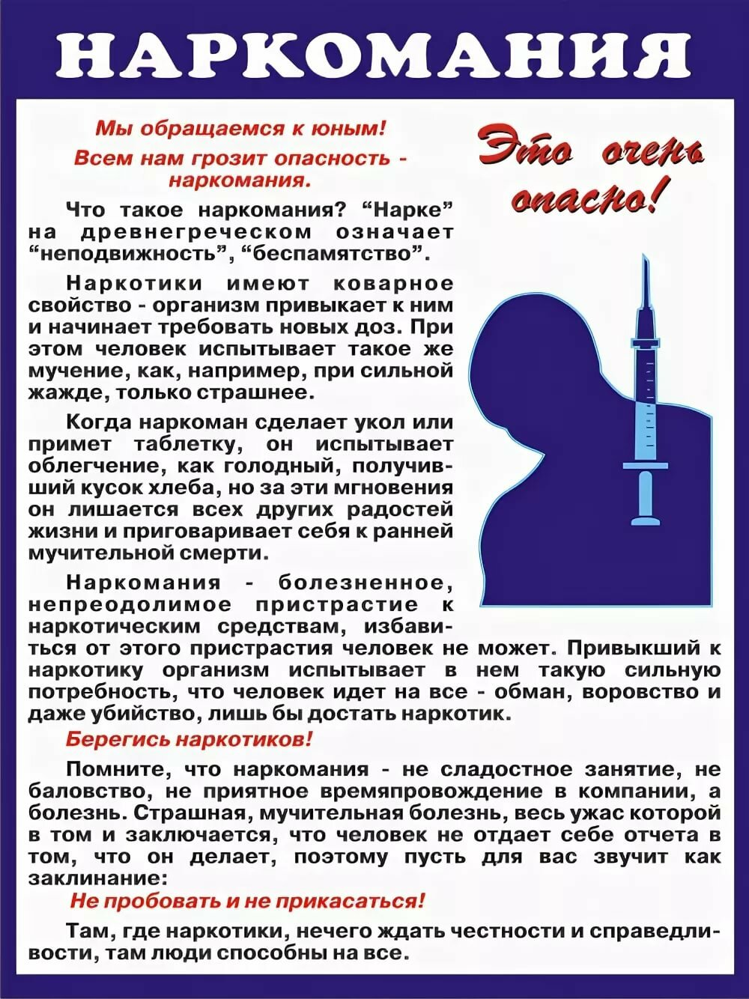 НАРКОМАНИЯ
Мы обращаемся к юным!
Всем нам грозит опасность -
наркомания.
Это очень
опасно!
Что такое наркомания? “Нарке”
на древнегреческом означает
“неподвижность”, “беспамятство”.
Наркотики имеют коварное
свойство - организм привыкает к ним
и начинает требовать новых доз. При
этом человек испытывает такое же
мучение, как, например, при сильной
жажде, только страшнее.
Когда наркоман сделает укол или
примет таблетку, он испытывает
облегчение, как голодный, получив-
ший кусок хлеба, но за эти мгновения
он лишается всех других радостей
жизни и приговаривает себя к ранней
мучительной смерти.
Наркомания - болезненное,
непреодолимое пристрастие к
наркотическим средствам, избави-
ться от этого пристрастия человек не может. Привыкший к
наркотику организм испытывает в нем такую сильную
потребность, что человек идет на все - обман, воровство и
даже убийство, лишь бы достать наркотик.
Берегись наркотиков!
Помните, что наркомания - не сладостное занятие, не
баловство, не приятное времяпровождение в компании, а
болезнь. Страшная, мучительная болезнь, весь ужас которой
в том и заключается, что человек не отдает себе отчета в
том, что он делает, поэтому пусть для вас звучит как
заклинание:
Не пробовать и не прикасаться!
Там, где наркотики, нечего ждать честности и справедли-
вости, там люди способны на все.